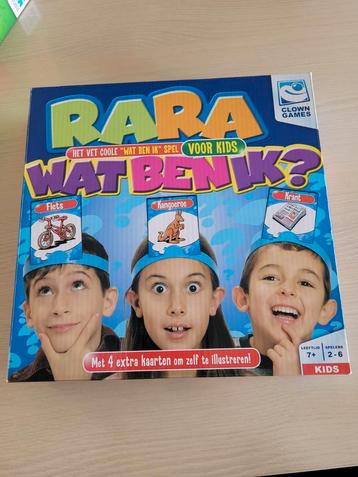 RARA
CLOWN
GAMES
HET VET COOLE "WAT BEN IK" SPEL
VOOR KIDS
WAT BEN IK?
Fiets
Kangoeroe
Krant
Met 4 extra kaarten om zelf te illustreren!
LEEFTIJD
7+
SPELERS
2-6
KIDS